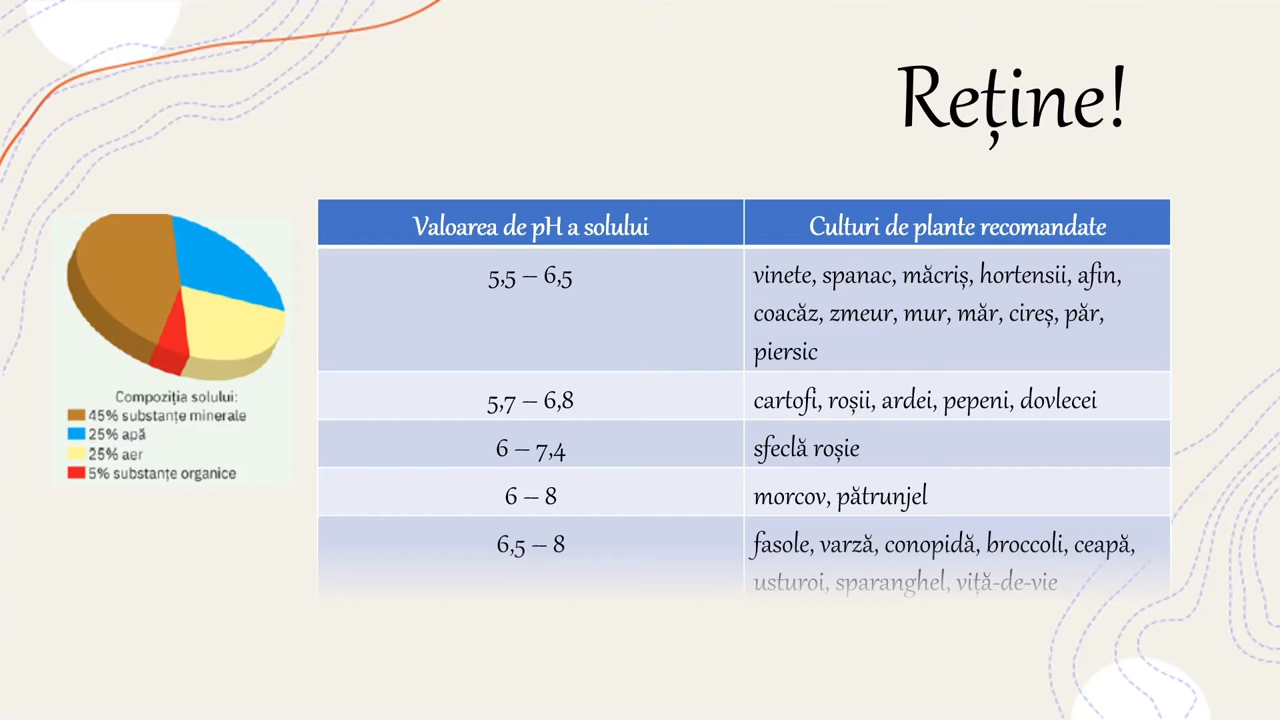 Reține!
Valoarea de pH a solului
Culturi de plante recomandate
5,5 – 6,5
vinete, spanac, măcriș, hortensii, afin,
coacăz, zmeur, mur, măr, cireș, păr,
piersic
5,7 – 6,8
cartofi, roșii, ardei, pepeni, dovlecei
6 – 7,4
sfeclă roșie
6 – 8
morcov, pătrunjel
6,5 – 8
fasole, varză, conopidă, broccoli, ceapă,
usturoi, sparanghel, viță-de-vie
Compoziția solului:
45% substanțe minerale
25% apă
25% aer
5% substanțe organice